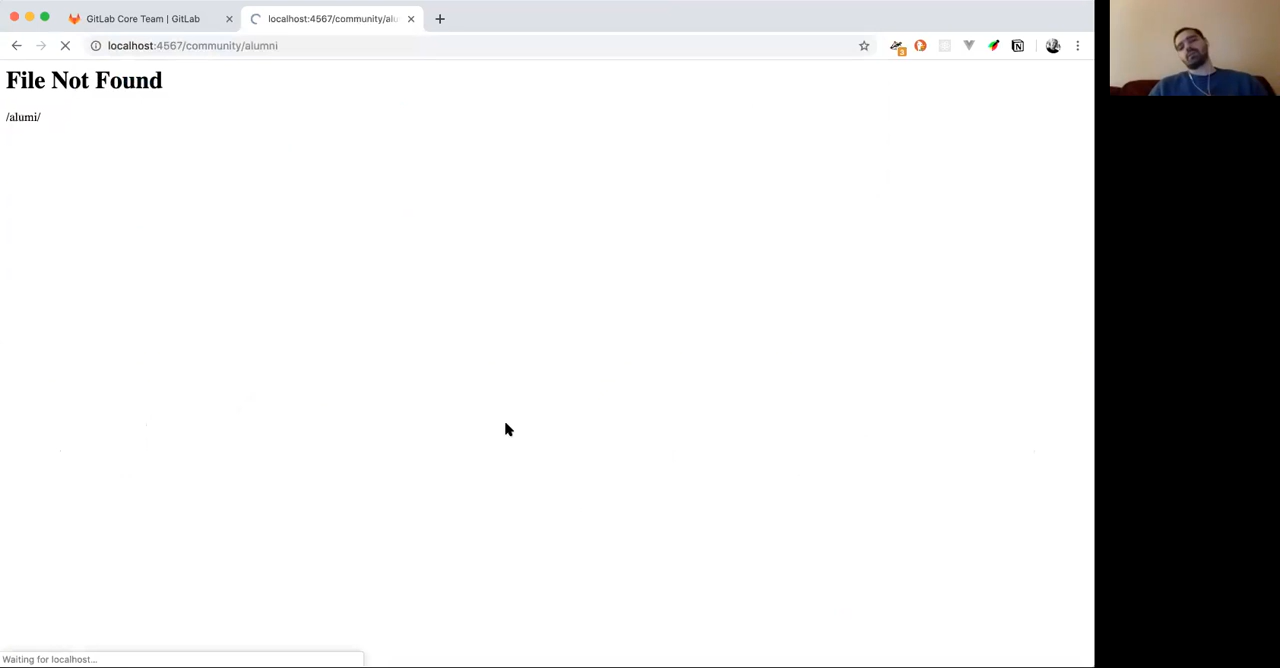 GitLab Core Team | GitLab
localhost:4567/community/alu
localhost:4567/community/alumni
3
File Not Found
/alumi/
Waiting for localhost...